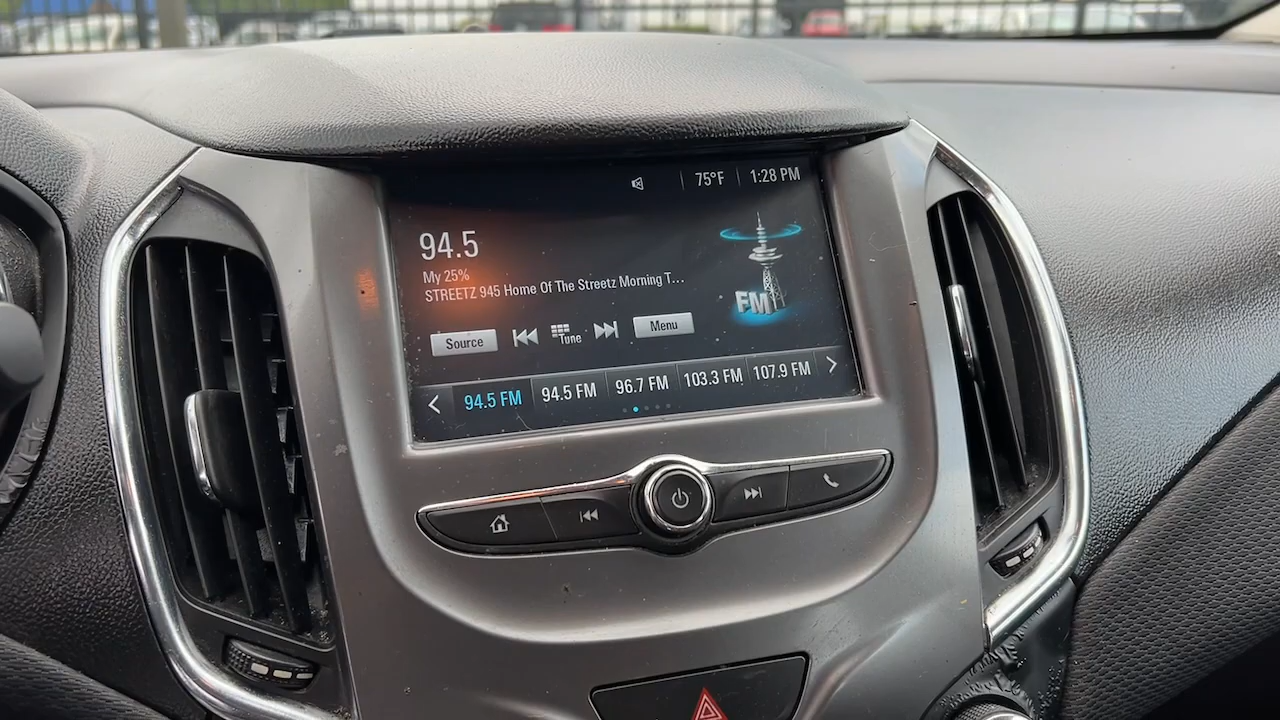 75°F 1:28 PM
94.5
My 25%
STREETZ 945 Home Of The Streetz Morning T...
FM
Source Tune Menu
94.5 FM 94.5 FM 96.7 FM 103.3 FM 107.9 FM